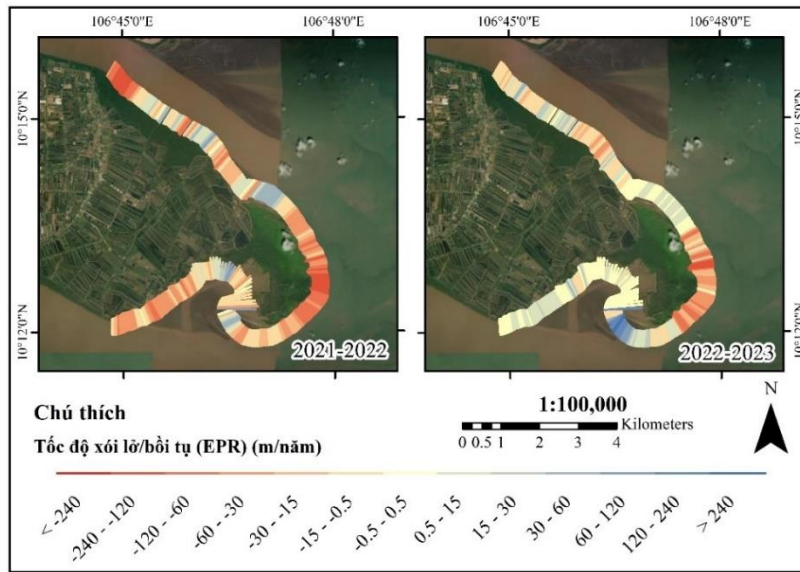 106°45'0"E 106°48'0"E 106°45'0"E 106°48'0"E
10°15'0"N
10°12'0"N
10°15'0"N
10°12'0"N
2021-2022
2022-2023
Chú thích
Tốc độ xói lở/bồi tụ (EPR) (m/năm)
1:100,000
Kilometers
0 0.5 1 2 3 4
N
< -240
-240 - -120
-120 - -60
-60 - -30
-30 - -15
-15 - -0.5
-0.5 - 0.5
0.5 - 15
15 - 30
30 - 60
60 - 120
120 - 240
> 240